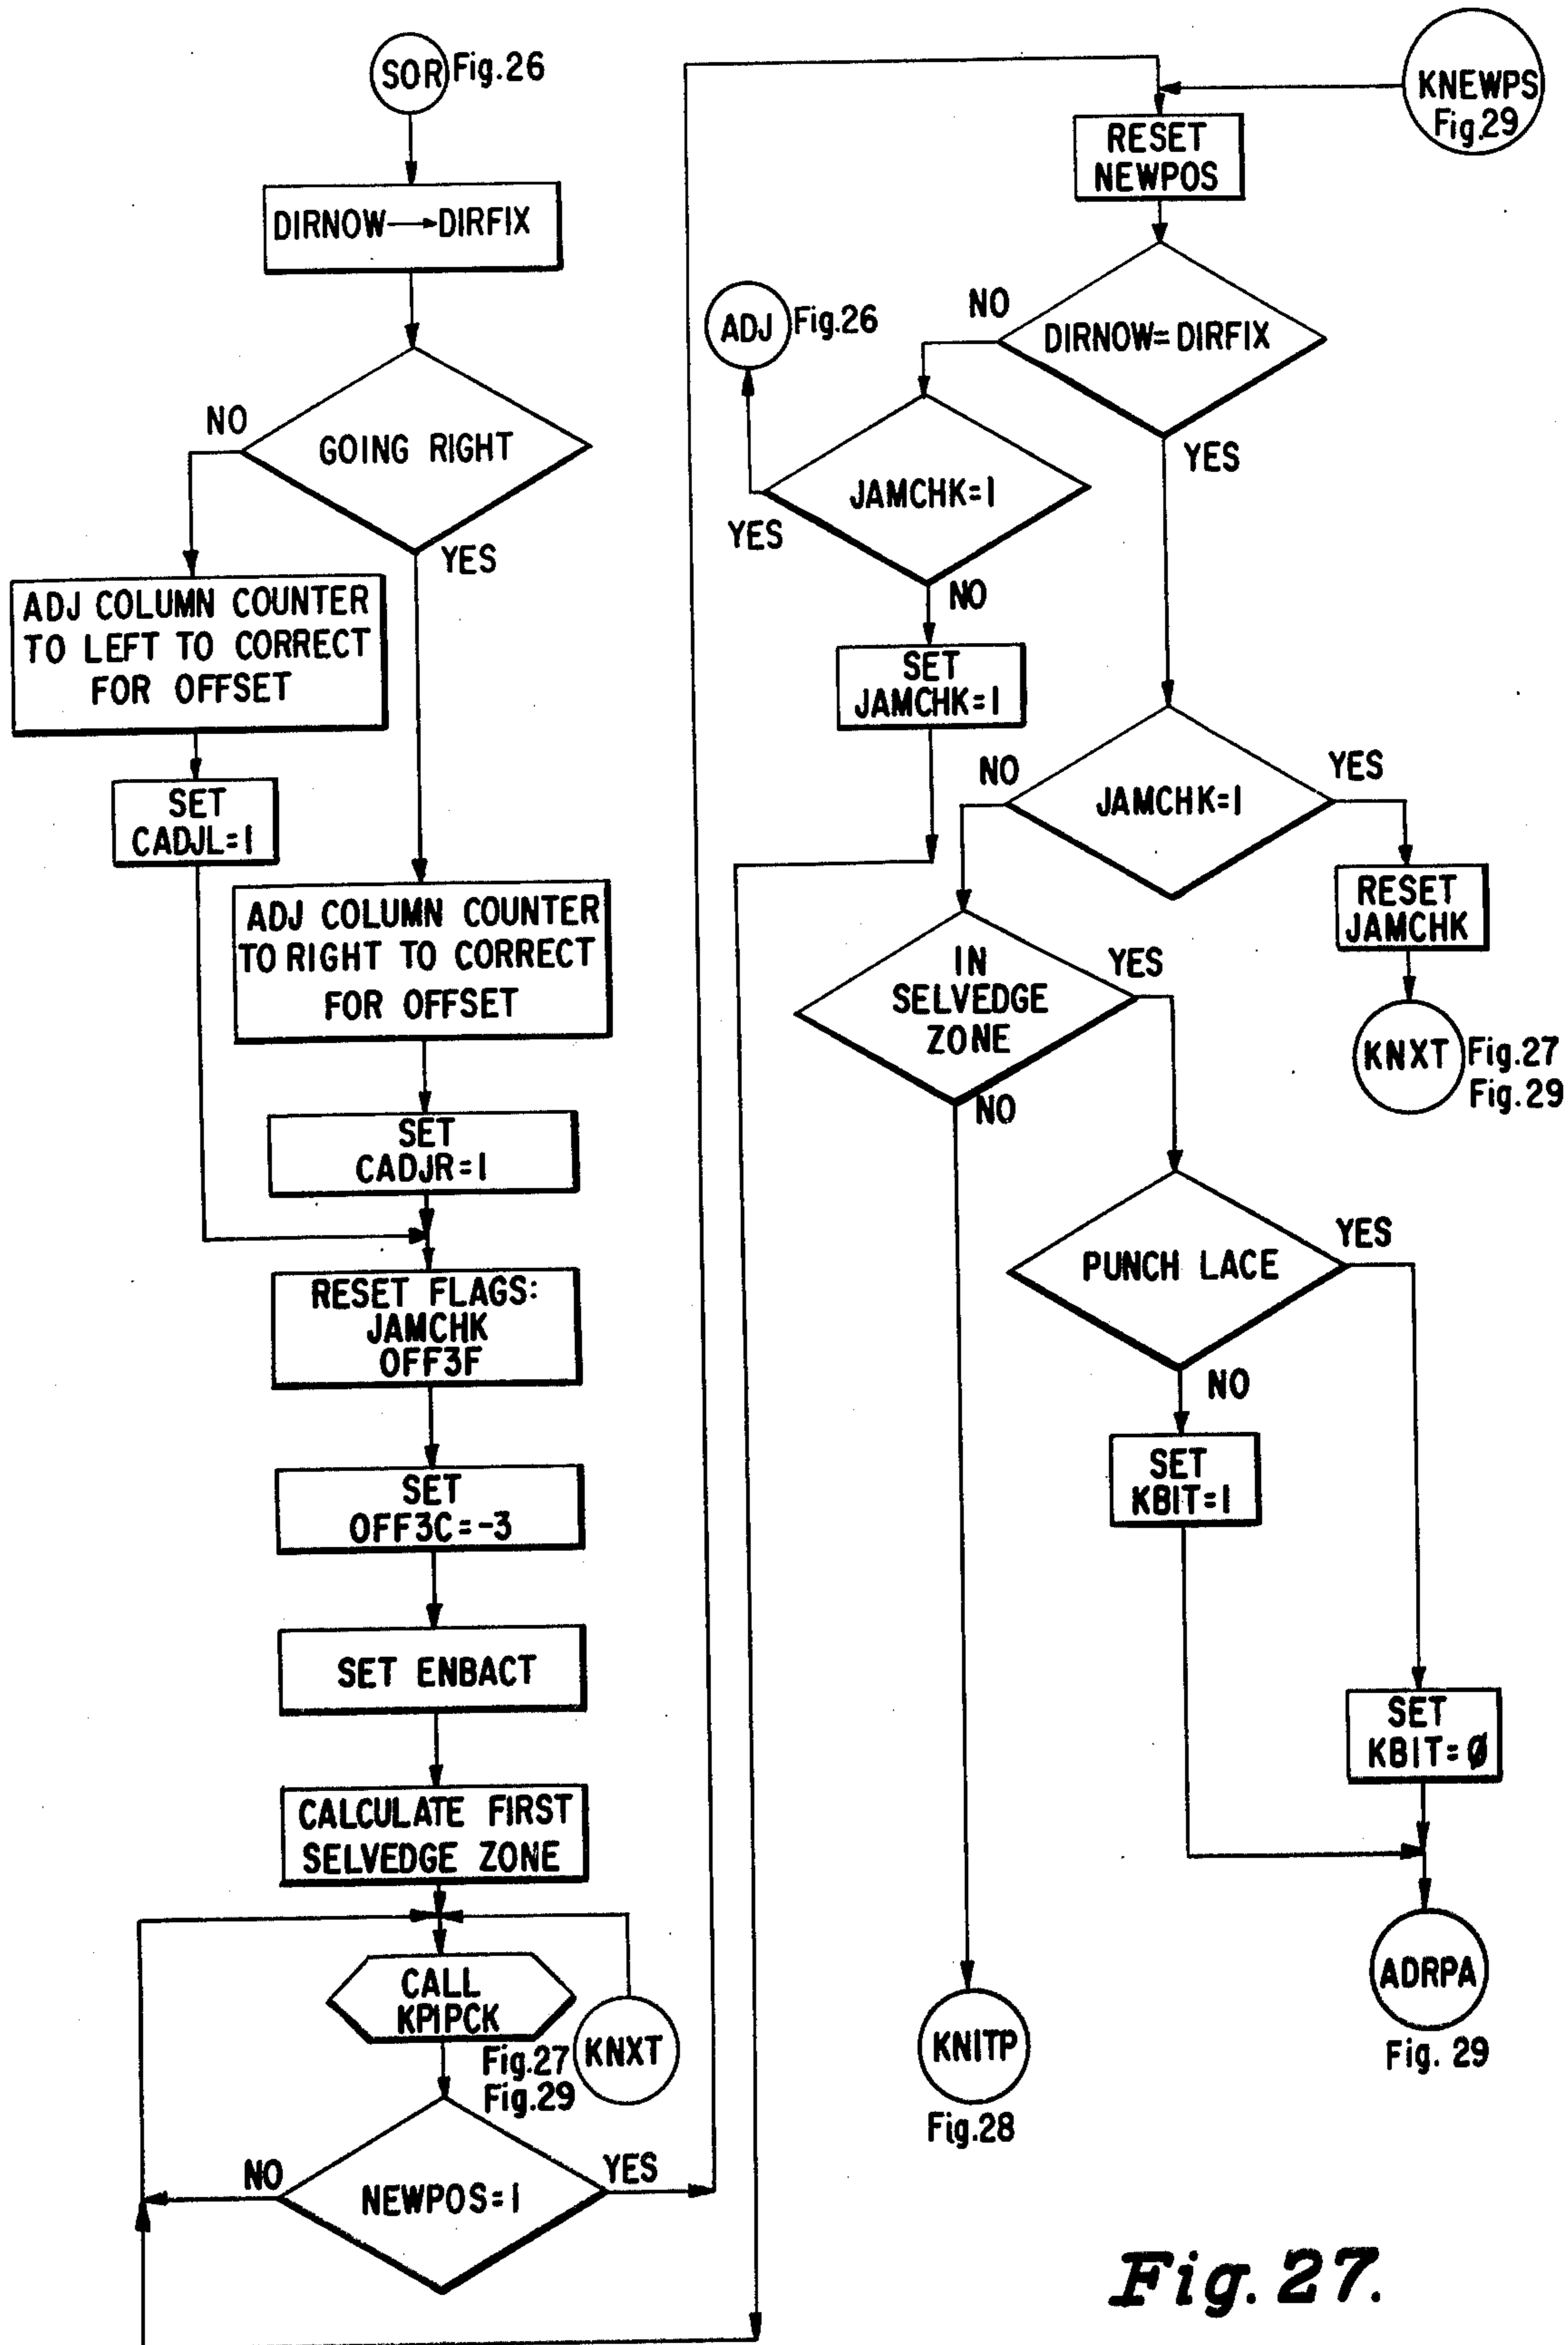 SOR Fig.26
DIRNOW→DIRFIX
GOING RIGHT
NO
YES
ADJ COLUMN COUNTER
TO LEFT TO CORRECT
FOR OFFSET
SET
CADJL=1
ADJ COLUMN COUNTER
TO RIGHT TO CORRECT
FOR OFFSET
SET
CADJR=1
RESET FLAGS:
JAMCHK
OFF3F
SET
OFF3C=-3
SET ENBACT
CALCULATE FIRST
SELVEDGE ZONE
CALL
KPIPCK
KNXT
Fig.27
Fig.29
NEWPOS=1
NO
YES
KNEWPS
Fig.29
RESET
NEWPOS
DIRNOW=DIRFIX
NO
YES
ADJ Fig.26
JAMCHK=1
YES
NO
SET
JAMCHK=1
JAMCHK=1
NO
YES
RESET
JAMCHK
KNXT Fig.27
Fig.29
IN
SELVEDGE
ZONE
YES
NO
PUNCH LACE
YES
NO
SET
KBIT=1
SET
KBIT=Ø
ADRPA
Fig. 29
KNITP
Fig.28
Fig. 27.